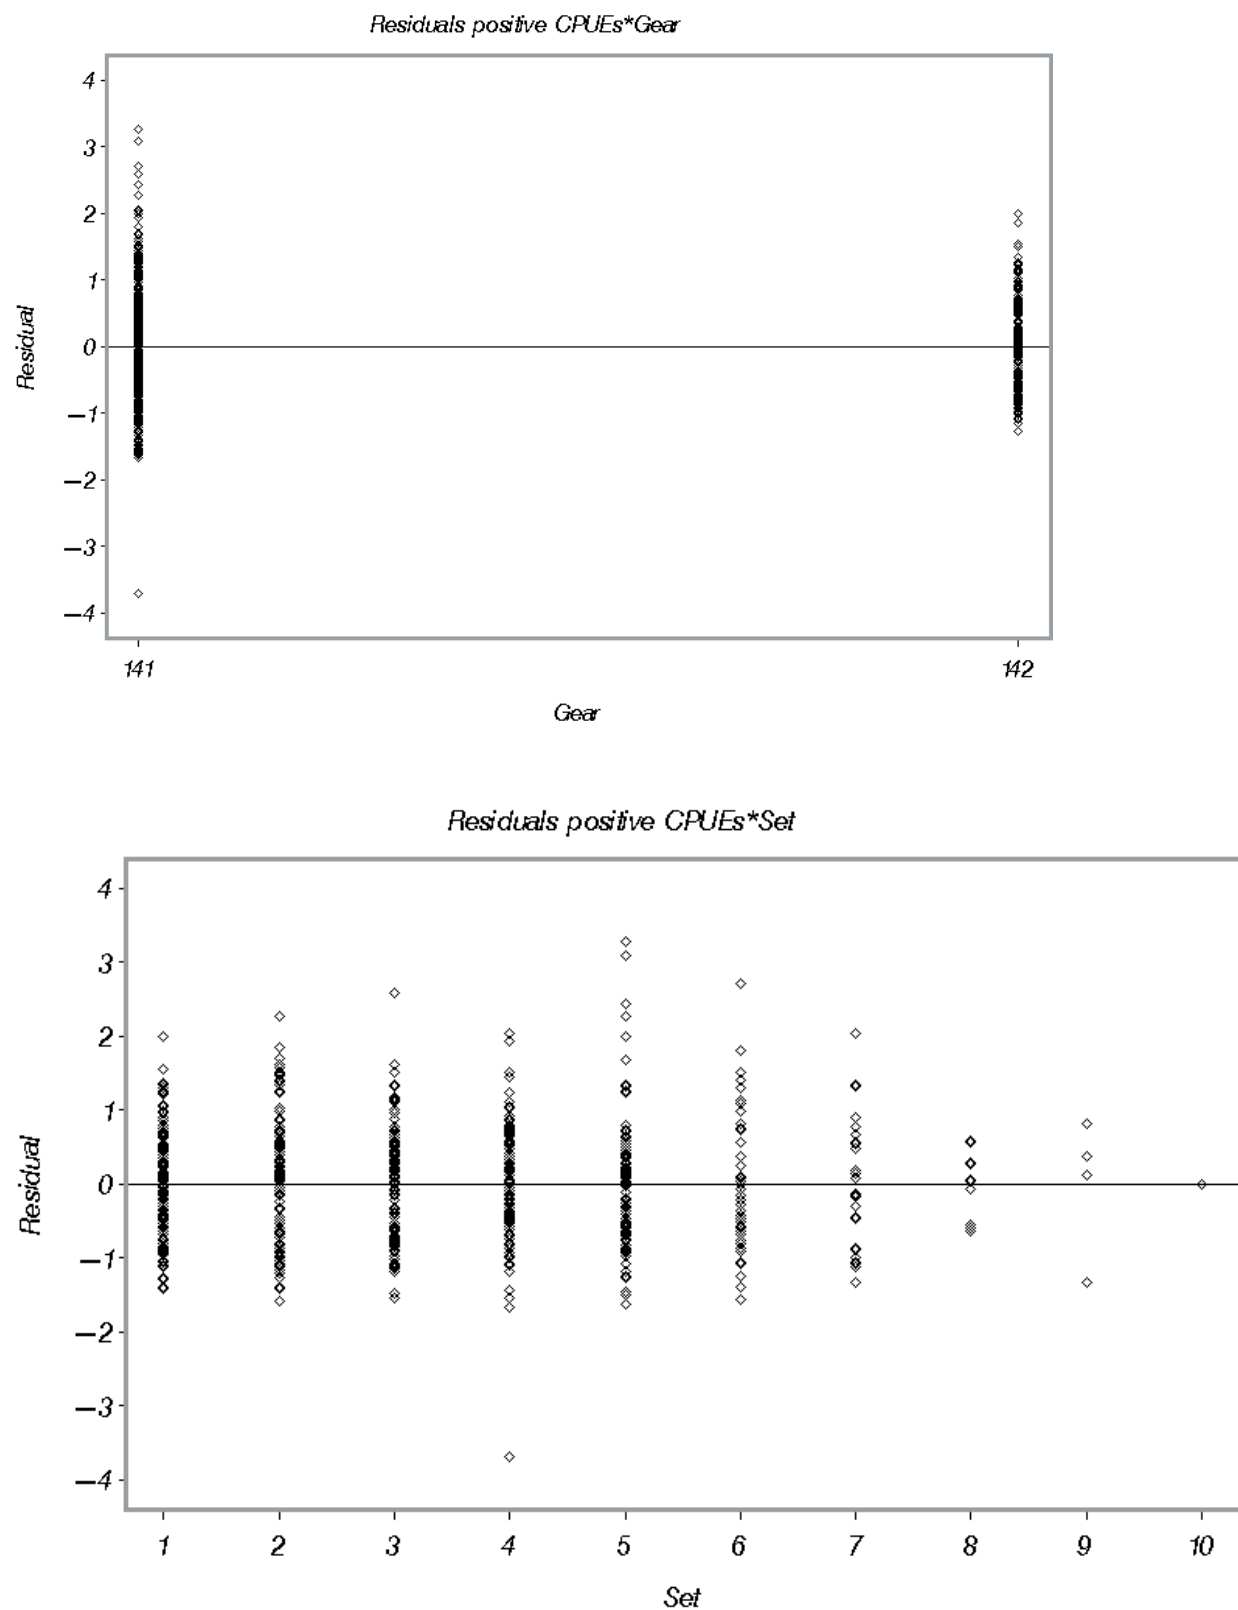 Residuals positive CPUEs*Gear
4
3
2
1
0
−1
−2
−3
−4
Residual
141 142
Gear
Residuals positive CPUEs*Set
4
3
2
1
0
−1
−2
−3
−4
Residual
1 2 3 4 5 6 7 8 9 10
Set